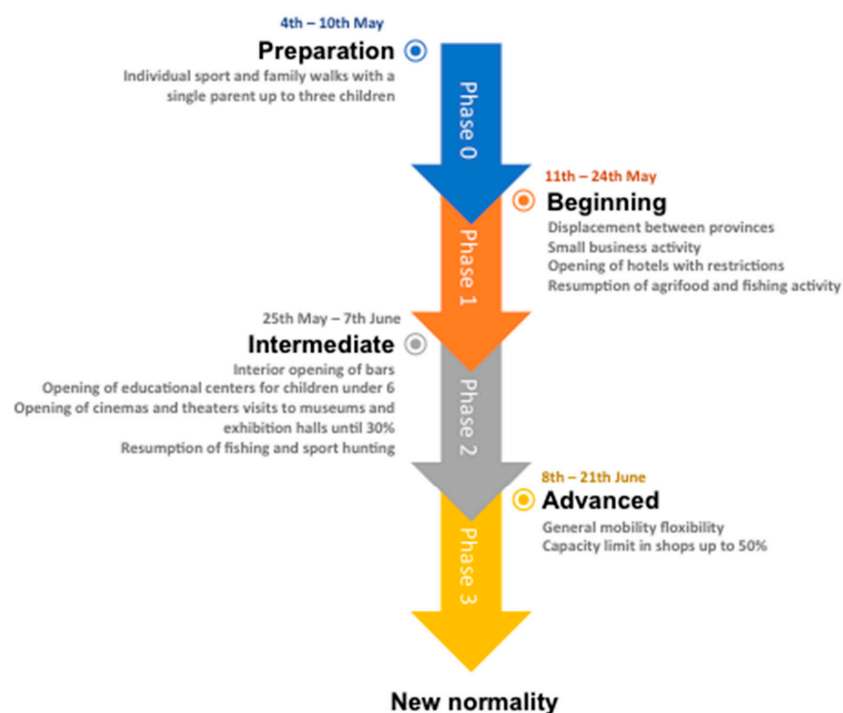 4th – 10th May
Preparation
Individual sport and family walks with a
single parent up to three children
Phase 0
11th – 24th May
Beginning
Displacement between provinces
Small business activity
Opening of hotels with restrictions
Resumption of agrifood and fishing activity
Phase 1
25th May – 7th June
Intermediate
Interior opening of bars
Opening of educational centers for children under 6
Opening of cinemas and theaters visits to museums and
exhibition halls until 30%
Resumption of fishing and sport hunting
Phase 2
8th – 21th June
Advanced
General mobility floxibility
Capacity limit in shops up to 50%
Phase 3
New normality